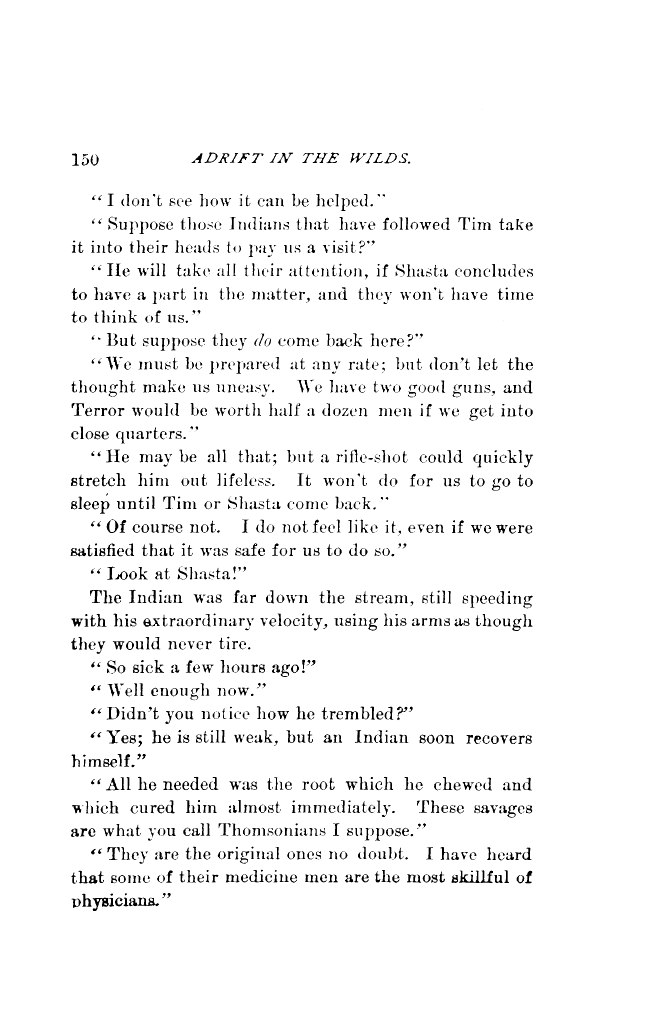 150 ADRIFT IN THE WILDS.
“I don't see how it can be helped.”
“Suppose those Indians that have followed Tim take
it into their heads to pay us a visit?”
“He will take all their attention, if Shasta concludes
to have a part in the matter, and they won't have time
to think of us.”
“But suppose they do come back here?”
“We must be prepared at any rate; but don't let the
thought make us uneasy. We have two good guns, and
Terror would be worth half a dozen men if we get into
close quarters.”
“He may be all that; but a rifle-shot could quickly
stretch him out lifeless. It won't do for us to go to
sleep until Tim or Shasta come back.”
“Of course not. I do not feel like it, even if we were
satisfied that it was safe for us to do so.”
“Look at Shasta!”
The Indian was far down the stream, still speeding
with his extraordinary velocity, using his arms as though
they would never tire.
“So sick a few hours ago!”
“Well enough now.”
“Didn't you notice how he trembled?”
“Yes; he is still weak, but an Indian soon recovers
himself.”
“All he needed was the root which he chewed and
which cured him almost immediately. These savages
are what you call Thomsonians I suppose.”
“They are the original ones no doubt. I have heard
that some of their medicine men are the most skillful of
physicians.”